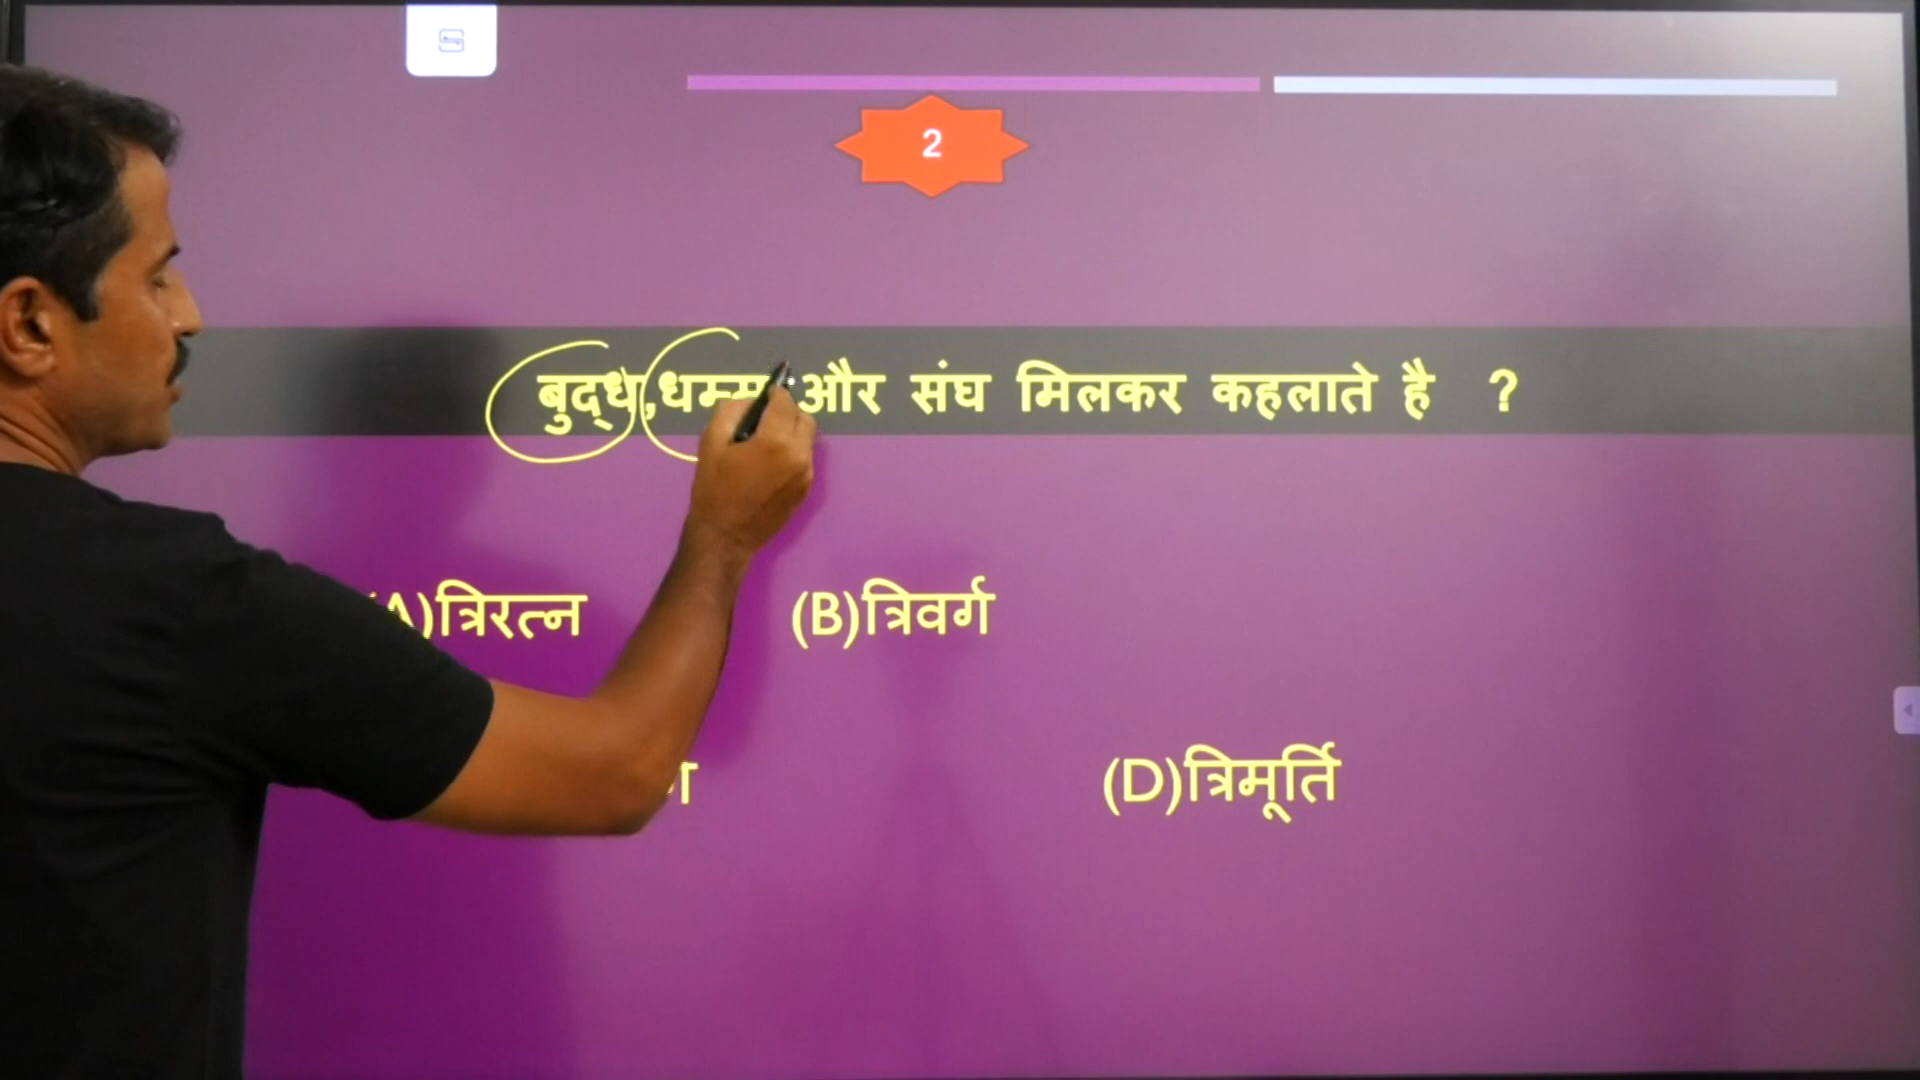 2
बुद्ध,धम्म और संघ मिलकर कहलाते है ?
(A)त्रिरत्न (B)त्रिवर्ग
(D)त्रिमूर्ति